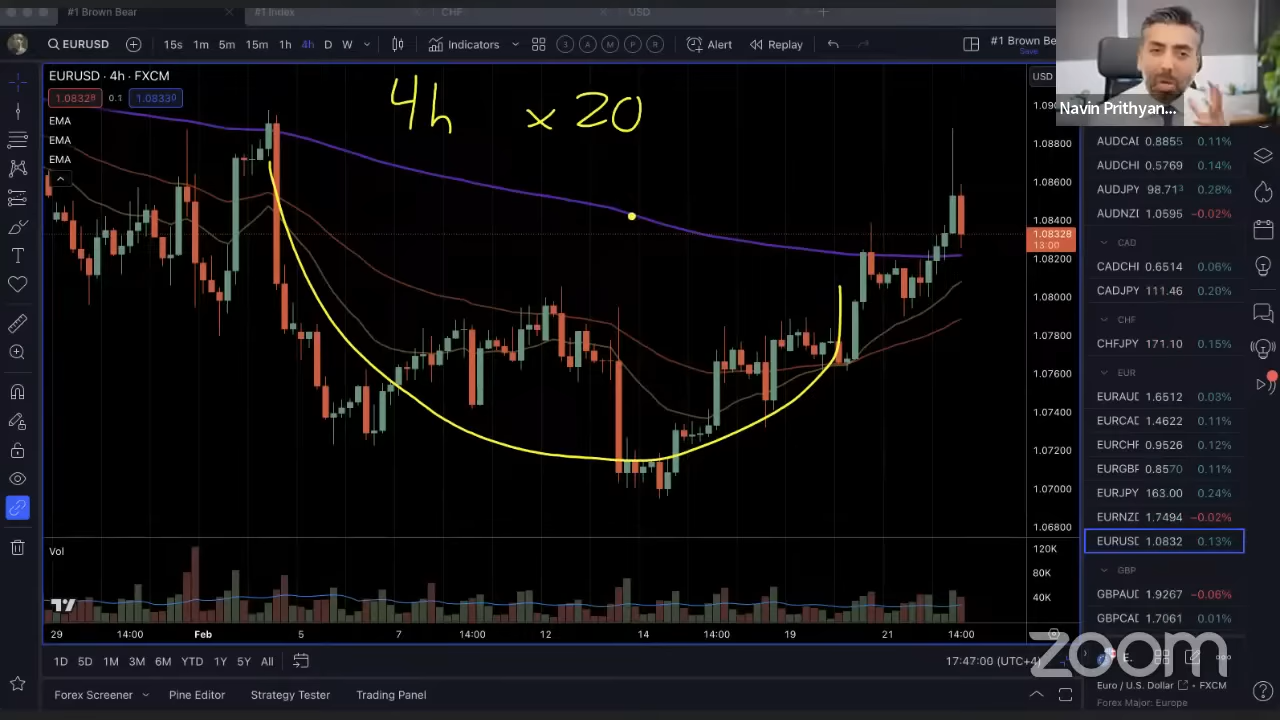 #1 Brown Bear #1 Index CHF USD
EURUSD 15s 1m 5m 15m 1h 4h D W Indicators 3 A M P R Alert Replay #1 Brown Be
Save
EURUSD · 4h · FXCM
1.08328 0.1 1.08330
EMA
EMA
EMA
4h x 20
Navin Prithyan...
USD
1.08800
1.08600
1.08400
1.08328
13:00
1.08200
1.08000
1.07800
1.07600
1.07400
1.07200
1.07000
1.06800
Vol
120K
80K
40K
29 14:00 Feb 5 7 14:00 12 14 14:00 19 21 14:00
1D 5D 1M 3M 6M YTD 1Y 5Y All 17:47:00 (UTC+4)
Forex Screener Pine Editor Strategy Tester Trading Panel
AUDCAD 0.8855 0.11%
AUDCHF 0.5769 0.14%
AUDJPY 98.713 0.28%
AUDNZD 1.0595 −0.02%
CAD
CADCHF 0.6514 0.06%
CADJPY 111.46 0.20%
CHF
CHFJPY 171.10 0.15%
EUR
EURAUD 1.6512 0.03%
EURCAD 1.4622 0.11%
EURCHF 0.9526 0.12%
EURGBP 0.8570 0.11%
EURJPY 163.00 0.24%
EURNZD 1.7494 −0.02%
EURUSD 1.0832 0.13%
GBP
GBPAUD 1.9267 −0.06%
GBPCAD 1.7061 0.01%
zoom
E.
Euro / U.S. Dollar · FXCM
Forex Major: Europe